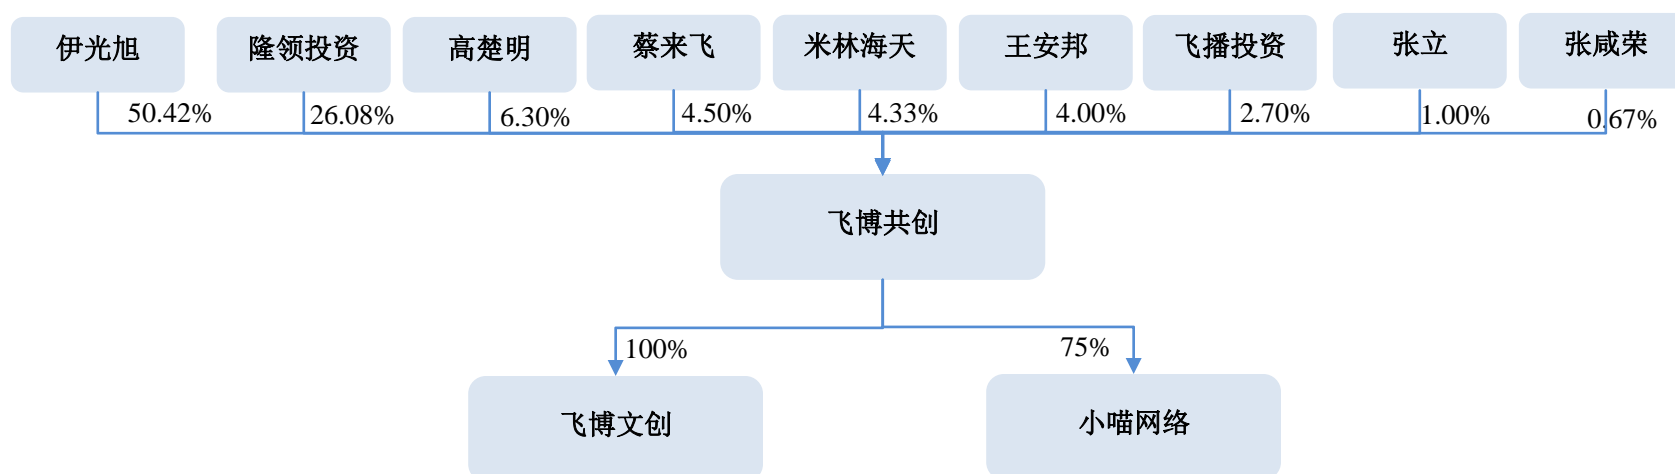 伊光旭
隆领投资
高楚明
蔡来飞
米林海天
王安邦
飞播投资
张立
张咸荣
50.42%
26.08%
6.30%
4.50%
4.33%
4.00%
2.70%
1.00%
0.67%
飞博共创
100%
75%
飞博文创
小喵网络